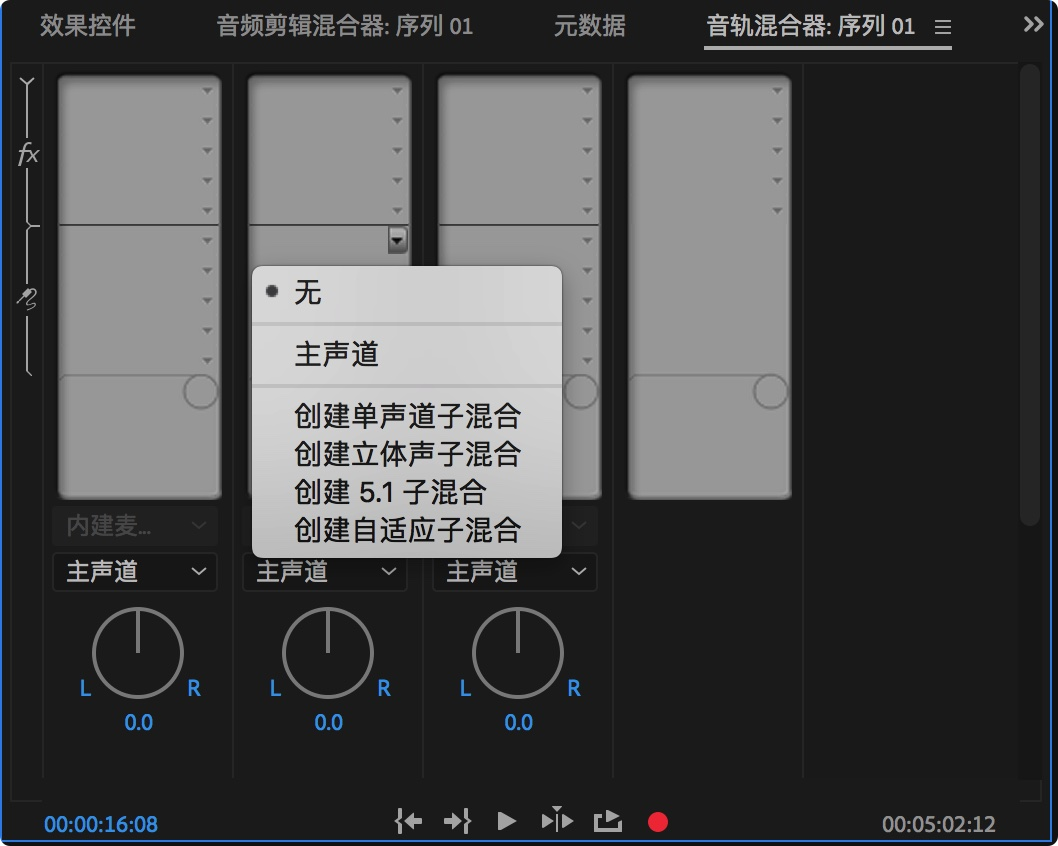 效果控件
音频剪辑混合器: 序列 01
元数据
音轨混合器: 序列 01
fx
无
主声道
创建单声道子混合
创建立体声子混合
创建 5.1 子混合
创建自适应子混合
内建麦...
主声道
主声道
主声道
L R
L R
L R
0.0
0.0
0.0
00:00:16:08
00:05:02:12